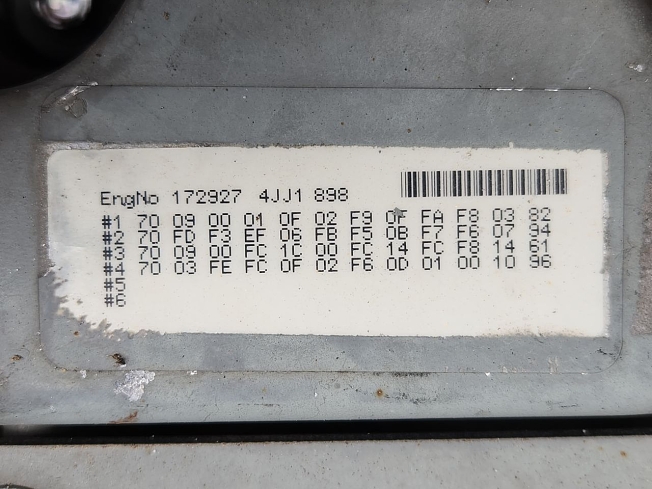 EngNo 172927 4JJ1 898
#1 70 09 00 01 0F 02 F9 0F FA F8 03 82
#2 70 FD F3 EF 06 FB F5 0B F7 F6 07 94
#3 70 09 00 FC 1C 00 FC 14 FC F8 14 61
#4 70 03 FE FC 0F 02 F6 0D 01 00 10 96
#5
#6